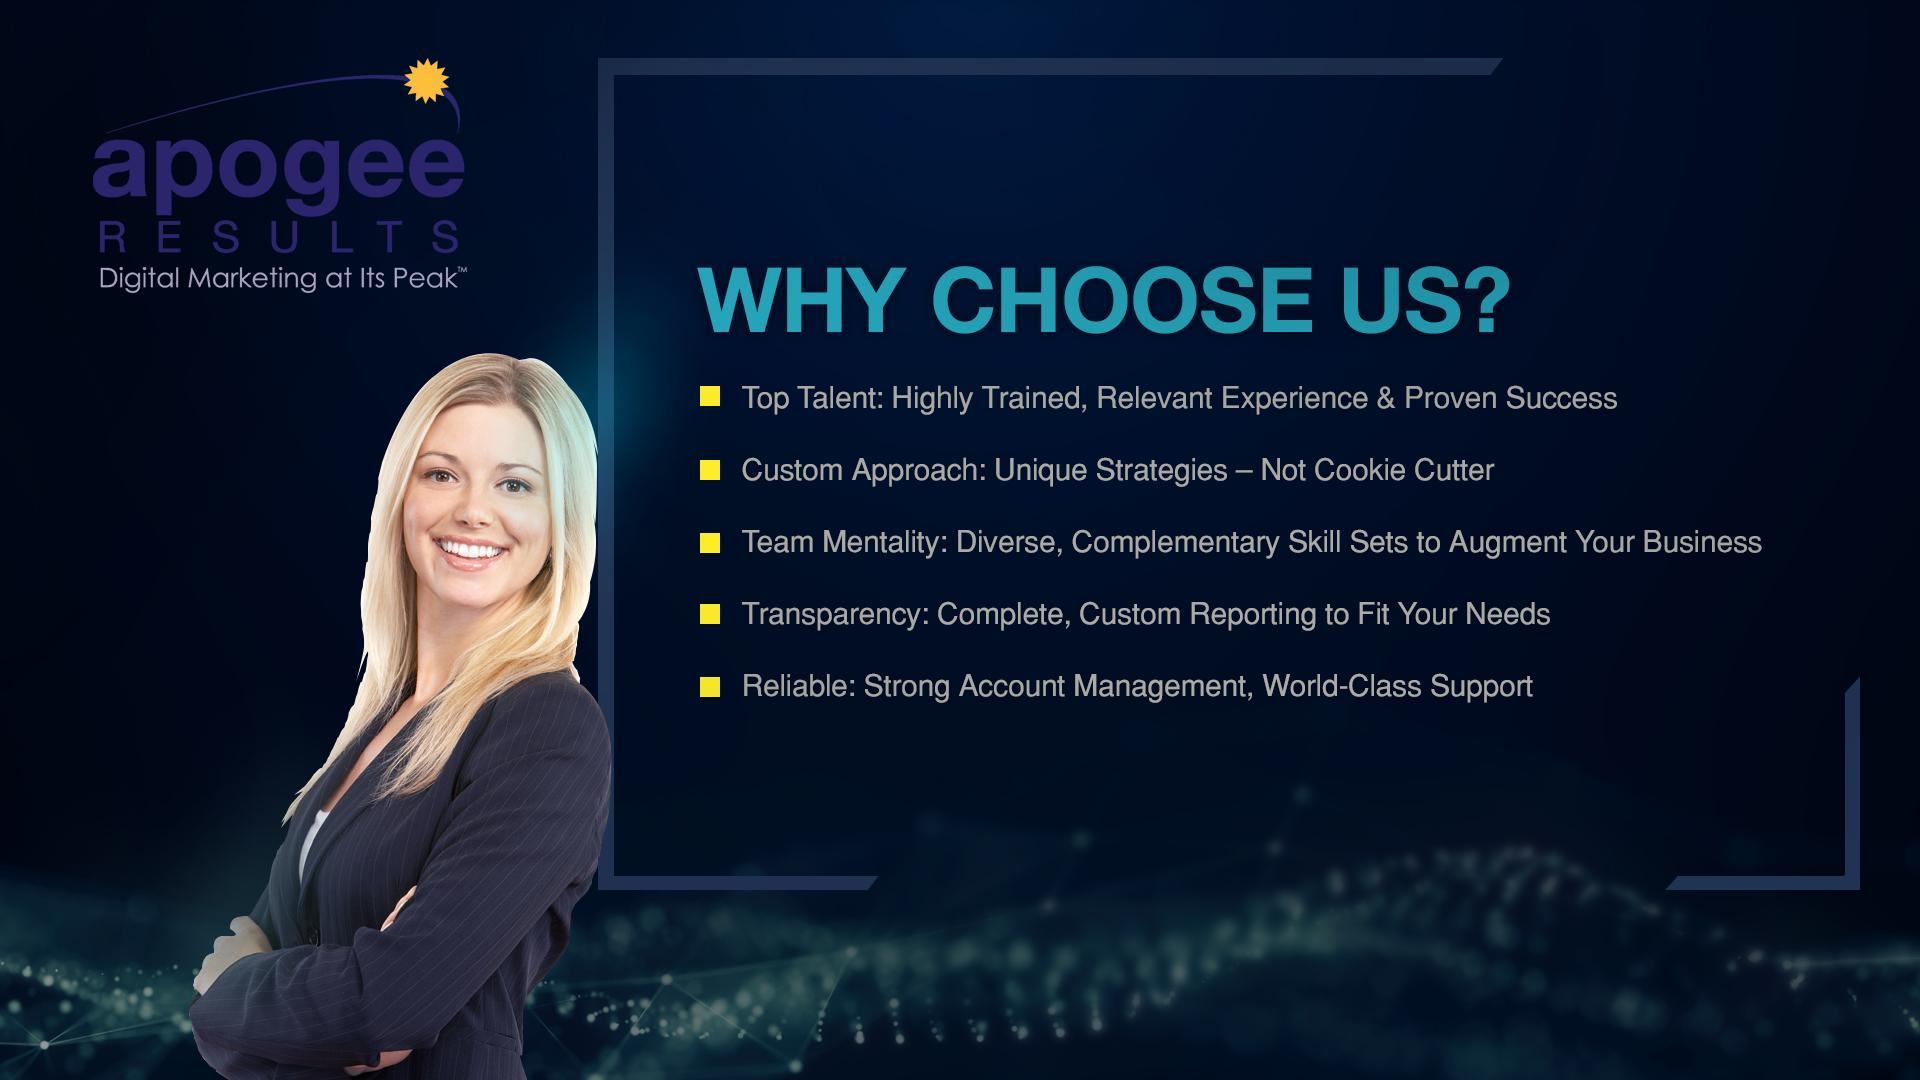 apogee
RESULTS
Digital Marketing at Its Peak™
WHY CHOOSE US?
Top Talent: Highly Trained, Relevant Experience & Proven Success
Custom Approach: Unique Strategies – Not Cookie Cutter
Team Mentality: Diverse, Complementary Skill Sets to Augment Your Business
Transparency: Complete, Custom Reporting to Fit Your Needs
Reliable: Strong Account Management, World-Class Support